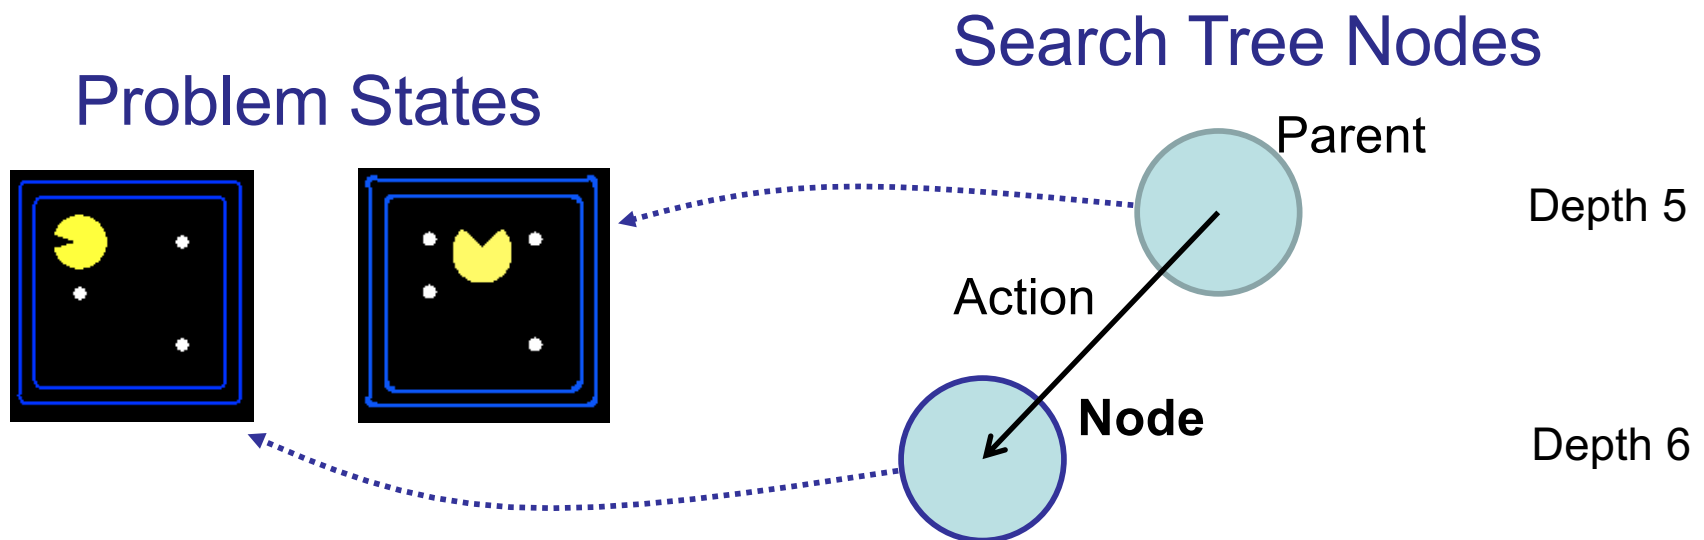 Search Tree Nodes
Problem States
Parent
Depth 5
Action
Node
Depth 6